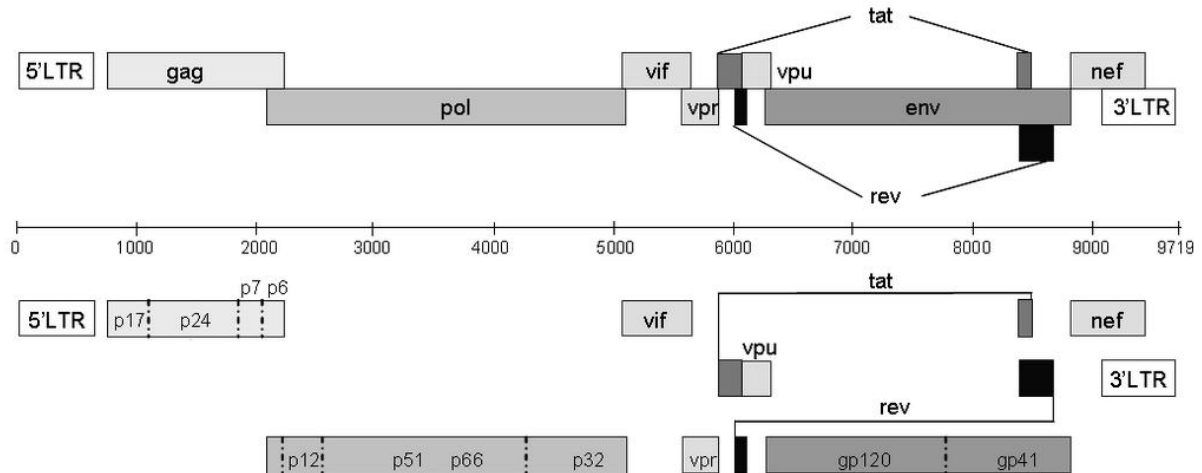 tat
5'LTR gag vif vpu nef
pol vpr env 3'LTR
rev
0 1000 2000 3000 4000 5000 6000 7000 8000 9000 9719
tat
p7 p6
5'LTR p17 p24 vif nef
vpu
3'LTR
rev
p12 p51 p66 p32 vpr gp120 gp41